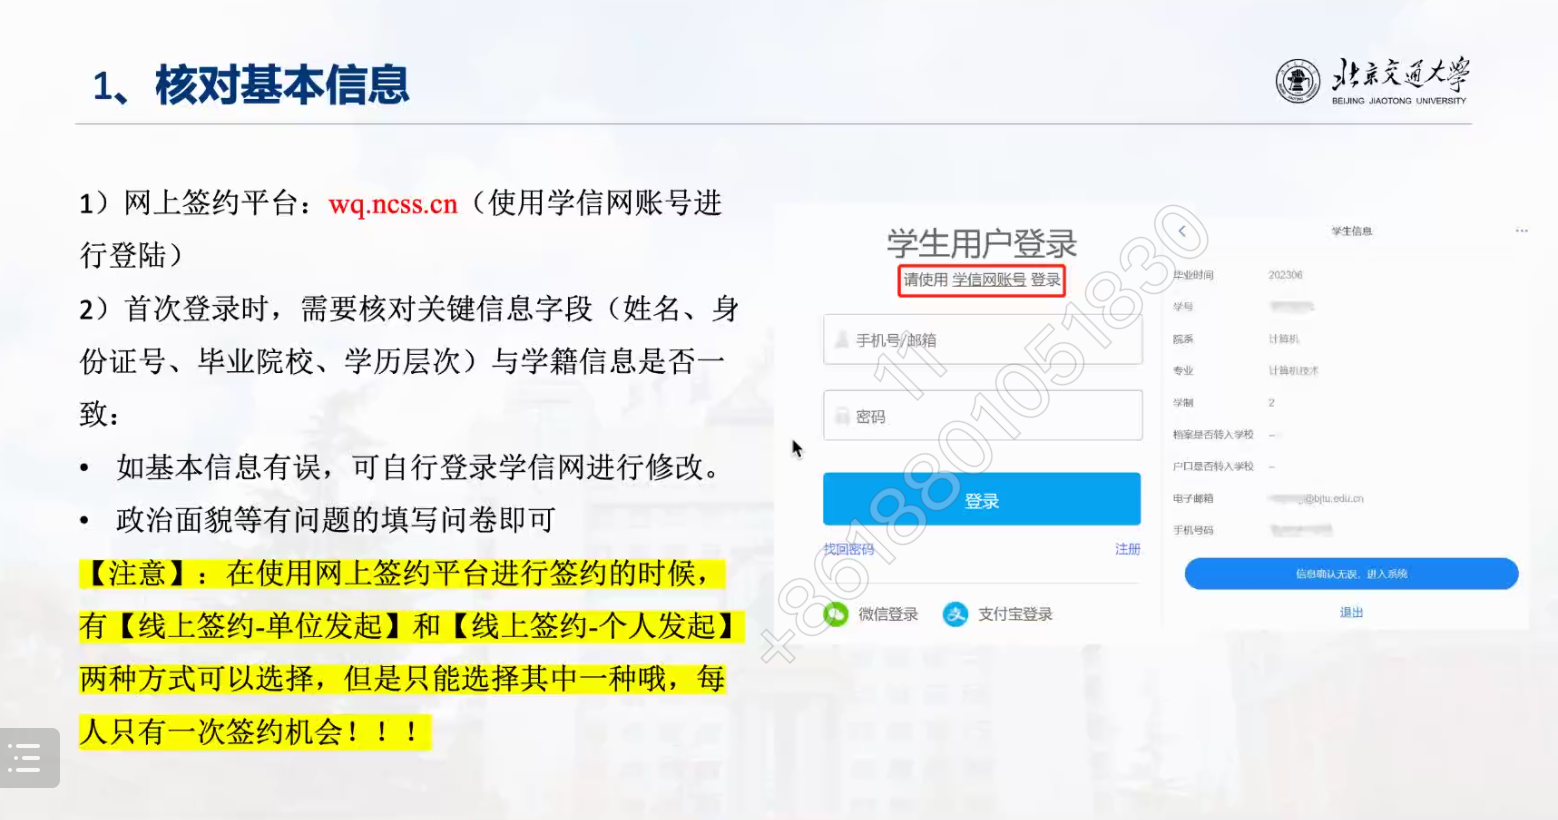 1、核对基本信息
北京交通大学
BEIJING JIAOTONG UNIVERSITY
1）网上签约平台：wq.ncss.cn（使用学信网账号进
行登陆）
2）首次登录时，需要核对关键信息字段（姓名、身
份证号、毕业院校、学历层次）与学籍信息是否一
致：
• 如基本信息有误，可自行登录学信网进行修改。
• 政治面貌等有问题的填写问卷即可
【注意】：在使用网上签约平台进行签约的时候，
有【线上签约-单位发起】和【线上签约-个人发起】
两种方式可以选择，但是只能选择其中一种哦，每
人只有一次签约机会！！！
学生用户登录
请使用 学信网账号 登录
手机号/邮箱
密码
登录
找回密码 注册
微信登录 支付宝登录
学生信息
毕业时间 202306
学号
院系 计算机
专业 计算机技术
学制 2
档案是否转入学校 --
户口是否转入学校 --
电子邮箱 @bjtu.edu.cn
手机号码
信息确认无误，进入系统
退出
11
+8618801051830